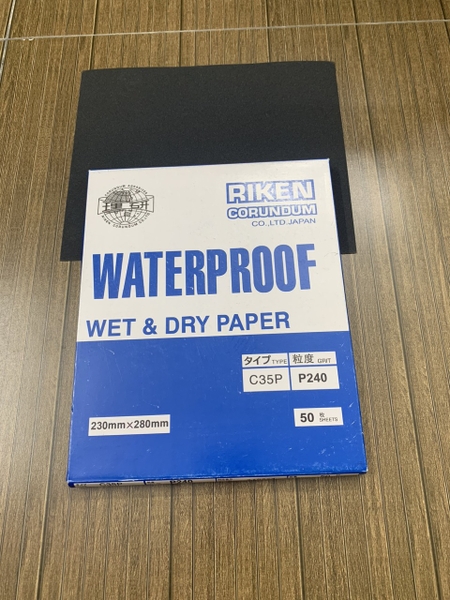 RIKEN
CORUNDUM
CO.,LTD.JAPAN
WATERPROOF
WET & DRY PAPER
タイプ TYPE 粒度 GRIT
C35P P240
230mm×280mm
50 枚 SHEETS
P240